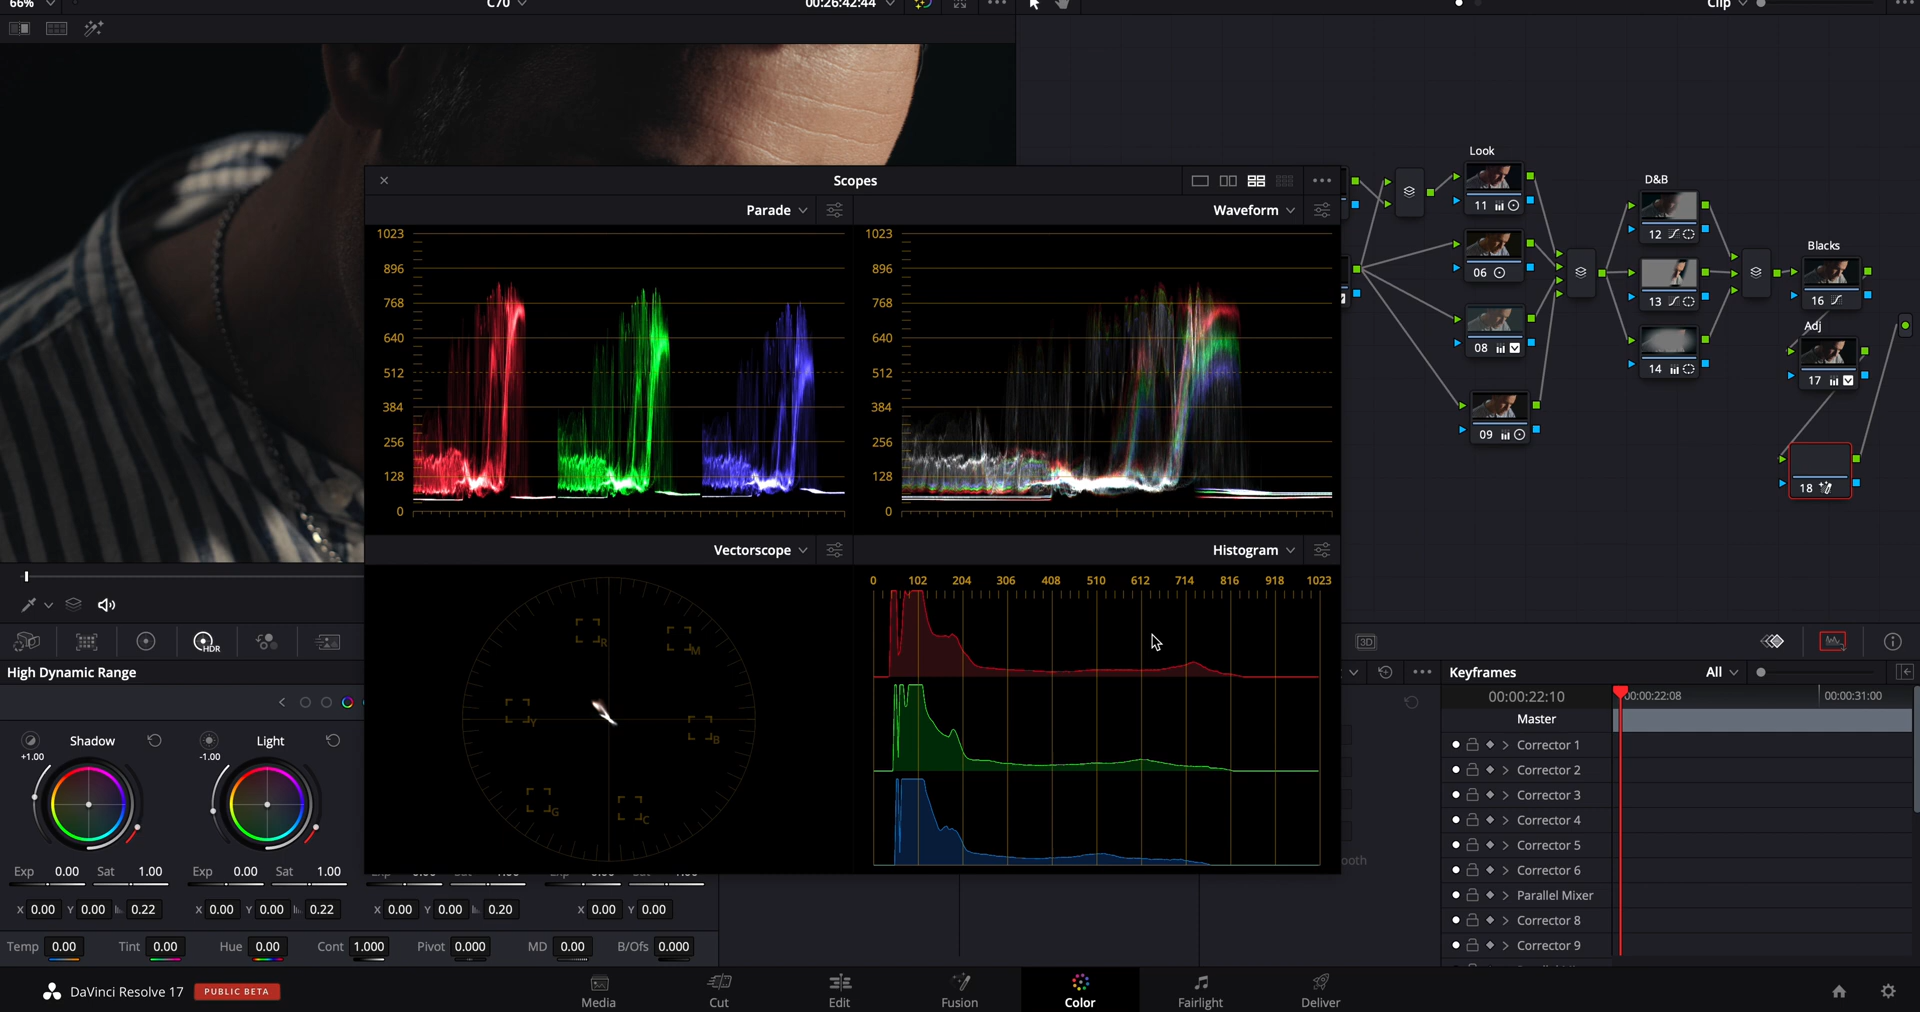 66%
C70
00:26:42:44
Clip
Scopes
Parade
Waveform
1023
896
768
640
512
384
256
128
0
1023
896
768
640
512
384
256
128
0
Vectorscope
Histogram
R
M
Y
B
G
C
0 102 204 306 408 510 612 714 816 918 1023
Look
11
06
08
09
D&B
12
13
14
Blacks
16
Adj
17
18
HDR
3D
High Dynamic Range
Shadow
Light
+1.00
-1.00
Exp 0.00 Sat 1.00
Exp 0.00 Sat 1.00
X 0.00 Y 0.00 0.22
X 0.00 Y 0.00 0.22
X 0.00 Y 0.00 0.20
X 0.00 Y 0.00
Temp 0.00 Tint 0.00 Hue 0.00 Cont 1.000 Pivot 0.000 MD 0.00 B/Ofs 0.000
ooth
Keyframes
All
00:00:22:10
00:00:22:08
00:00:31:00
Master
Corrector 1
Corrector 2
Corrector 3
Corrector 4
Corrector 5
Corrector 6
Parallel Mixer
Corrector 8
Corrector 9
DaVinci Resolve 17
PUBLIC BETA
Media
Cut
Edit
Fusion
Color
Fairlight
Deliver